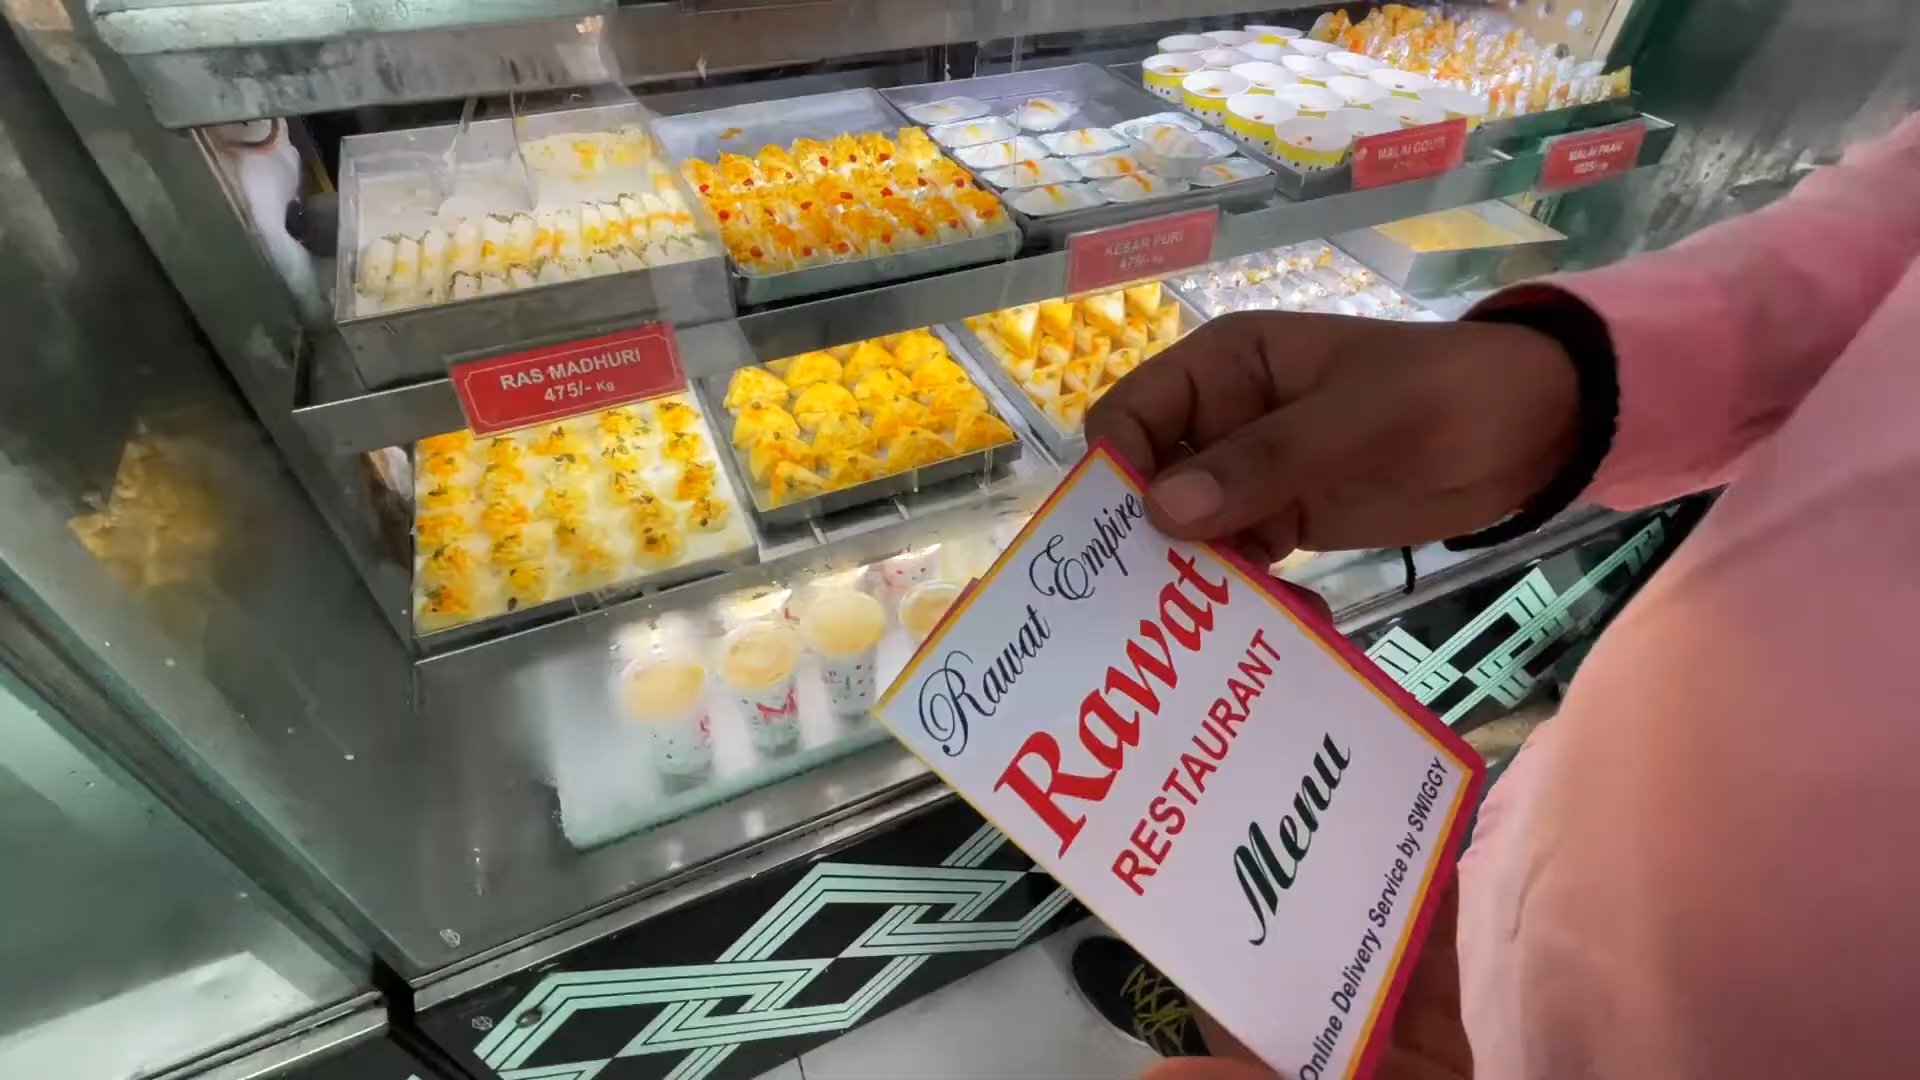 RAS MADHURI
475/- Kg
KESAR PURI
475/- Kg
MALAI GOLI
MALAI PAAN
Rawat Empire
Rawat
RESTAURANT
Menu
Online Delivery Service by SWIGGY